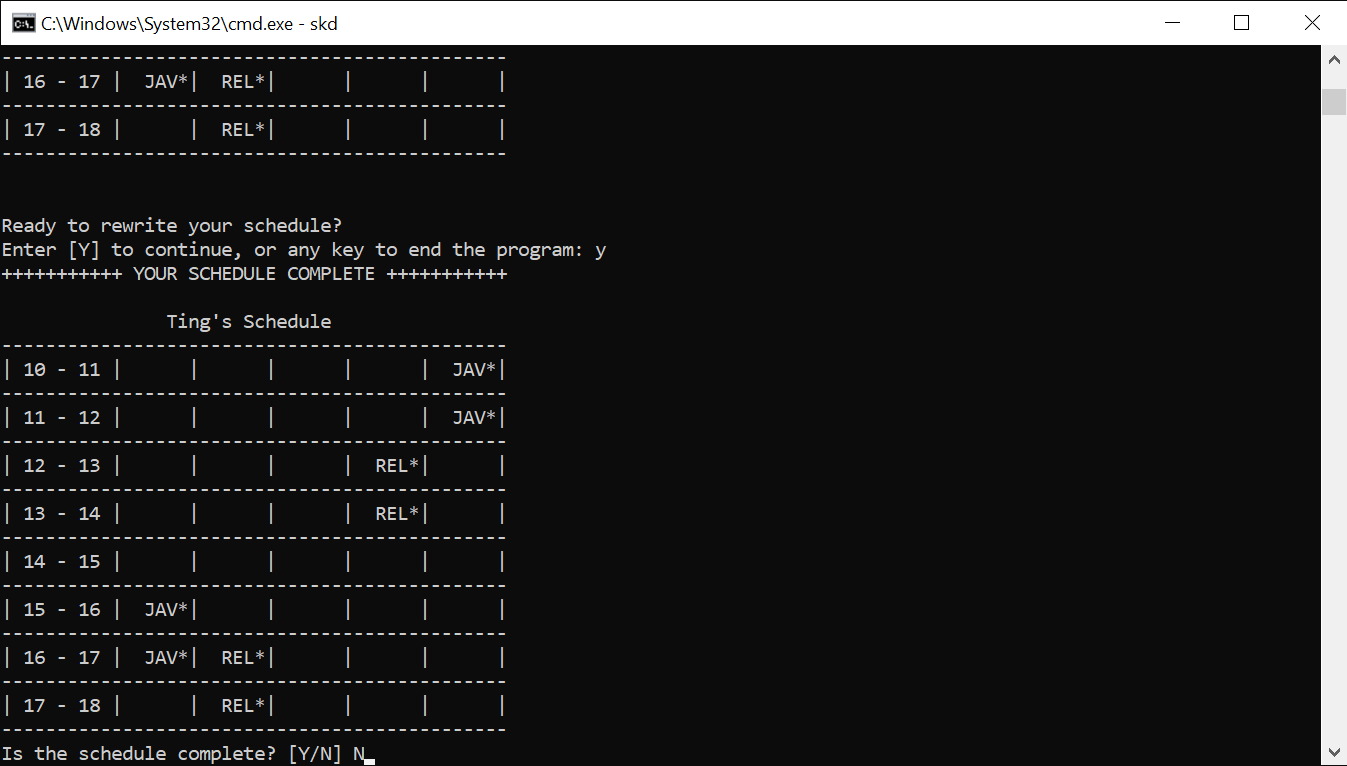 C:\Windows\System32\cmd.exe - skd
----------------------------------------------
| 16 - 17 |  JAV*|  REL*|      |      |      |
----------------------------------------------
| 17 - 18 |      |  REL*|      |      |      |
----------------------------------------------
Ready to rewrite your schedule?
Enter [Y] to continue, or any key to end the program: y
+++++++++++ YOUR SCHEDULE COMPLETE +++++++++++
Ting's Schedule
----------------------------------------------
| 10 - 11 |      |      |      |      |  JAV*|
----------------------------------------------
| 11 - 12 |      |      |      |      |  JAV*|
----------------------------------------------
| 12 - 13 |      |      |      |  REL*|      |
----------------------------------------------
| 13 - 14 |      |      |      |  REL*|      |
----------------------------------------------
| 14 - 15 |      |      |      |      |      |
----------------------------------------------
| 15 - 16 |  JAV*|      |      |      |      |
----------------------------------------------
| 16 - 17 |  JAV*|  REL*|      |      |      |
----------------------------------------------
| 17 - 18 |      |  REL*|      |      |      |
----------------------------------------------
Is the schedule complete? [Y/N] N